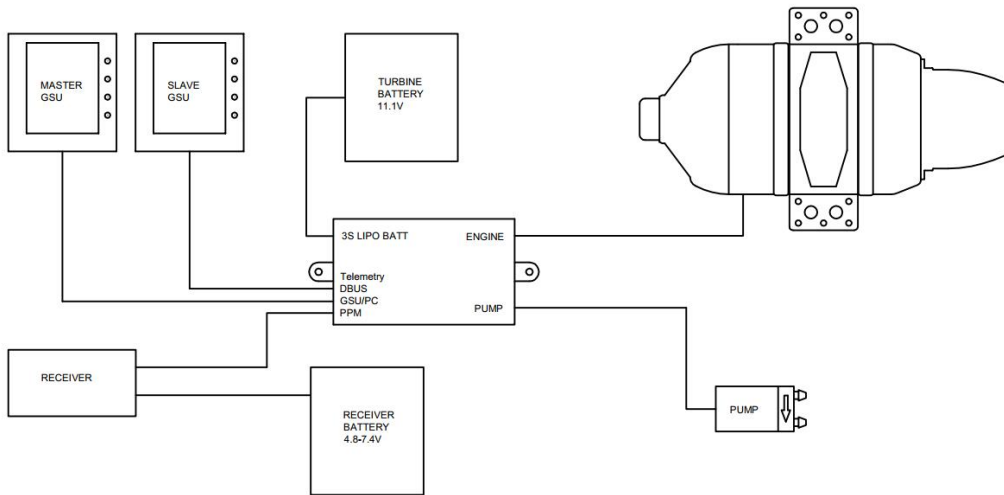 MASTER
GSU
SLAVE
GSU
TURBINE
BATTERY
11.1V
3S LIPO BATT
ENGINE
Telemetry
DBUS
GSU/PC
PPM
PUMP
RECEIVER
RECEIVER
BATTERY
4.8-7.4V
PUMP